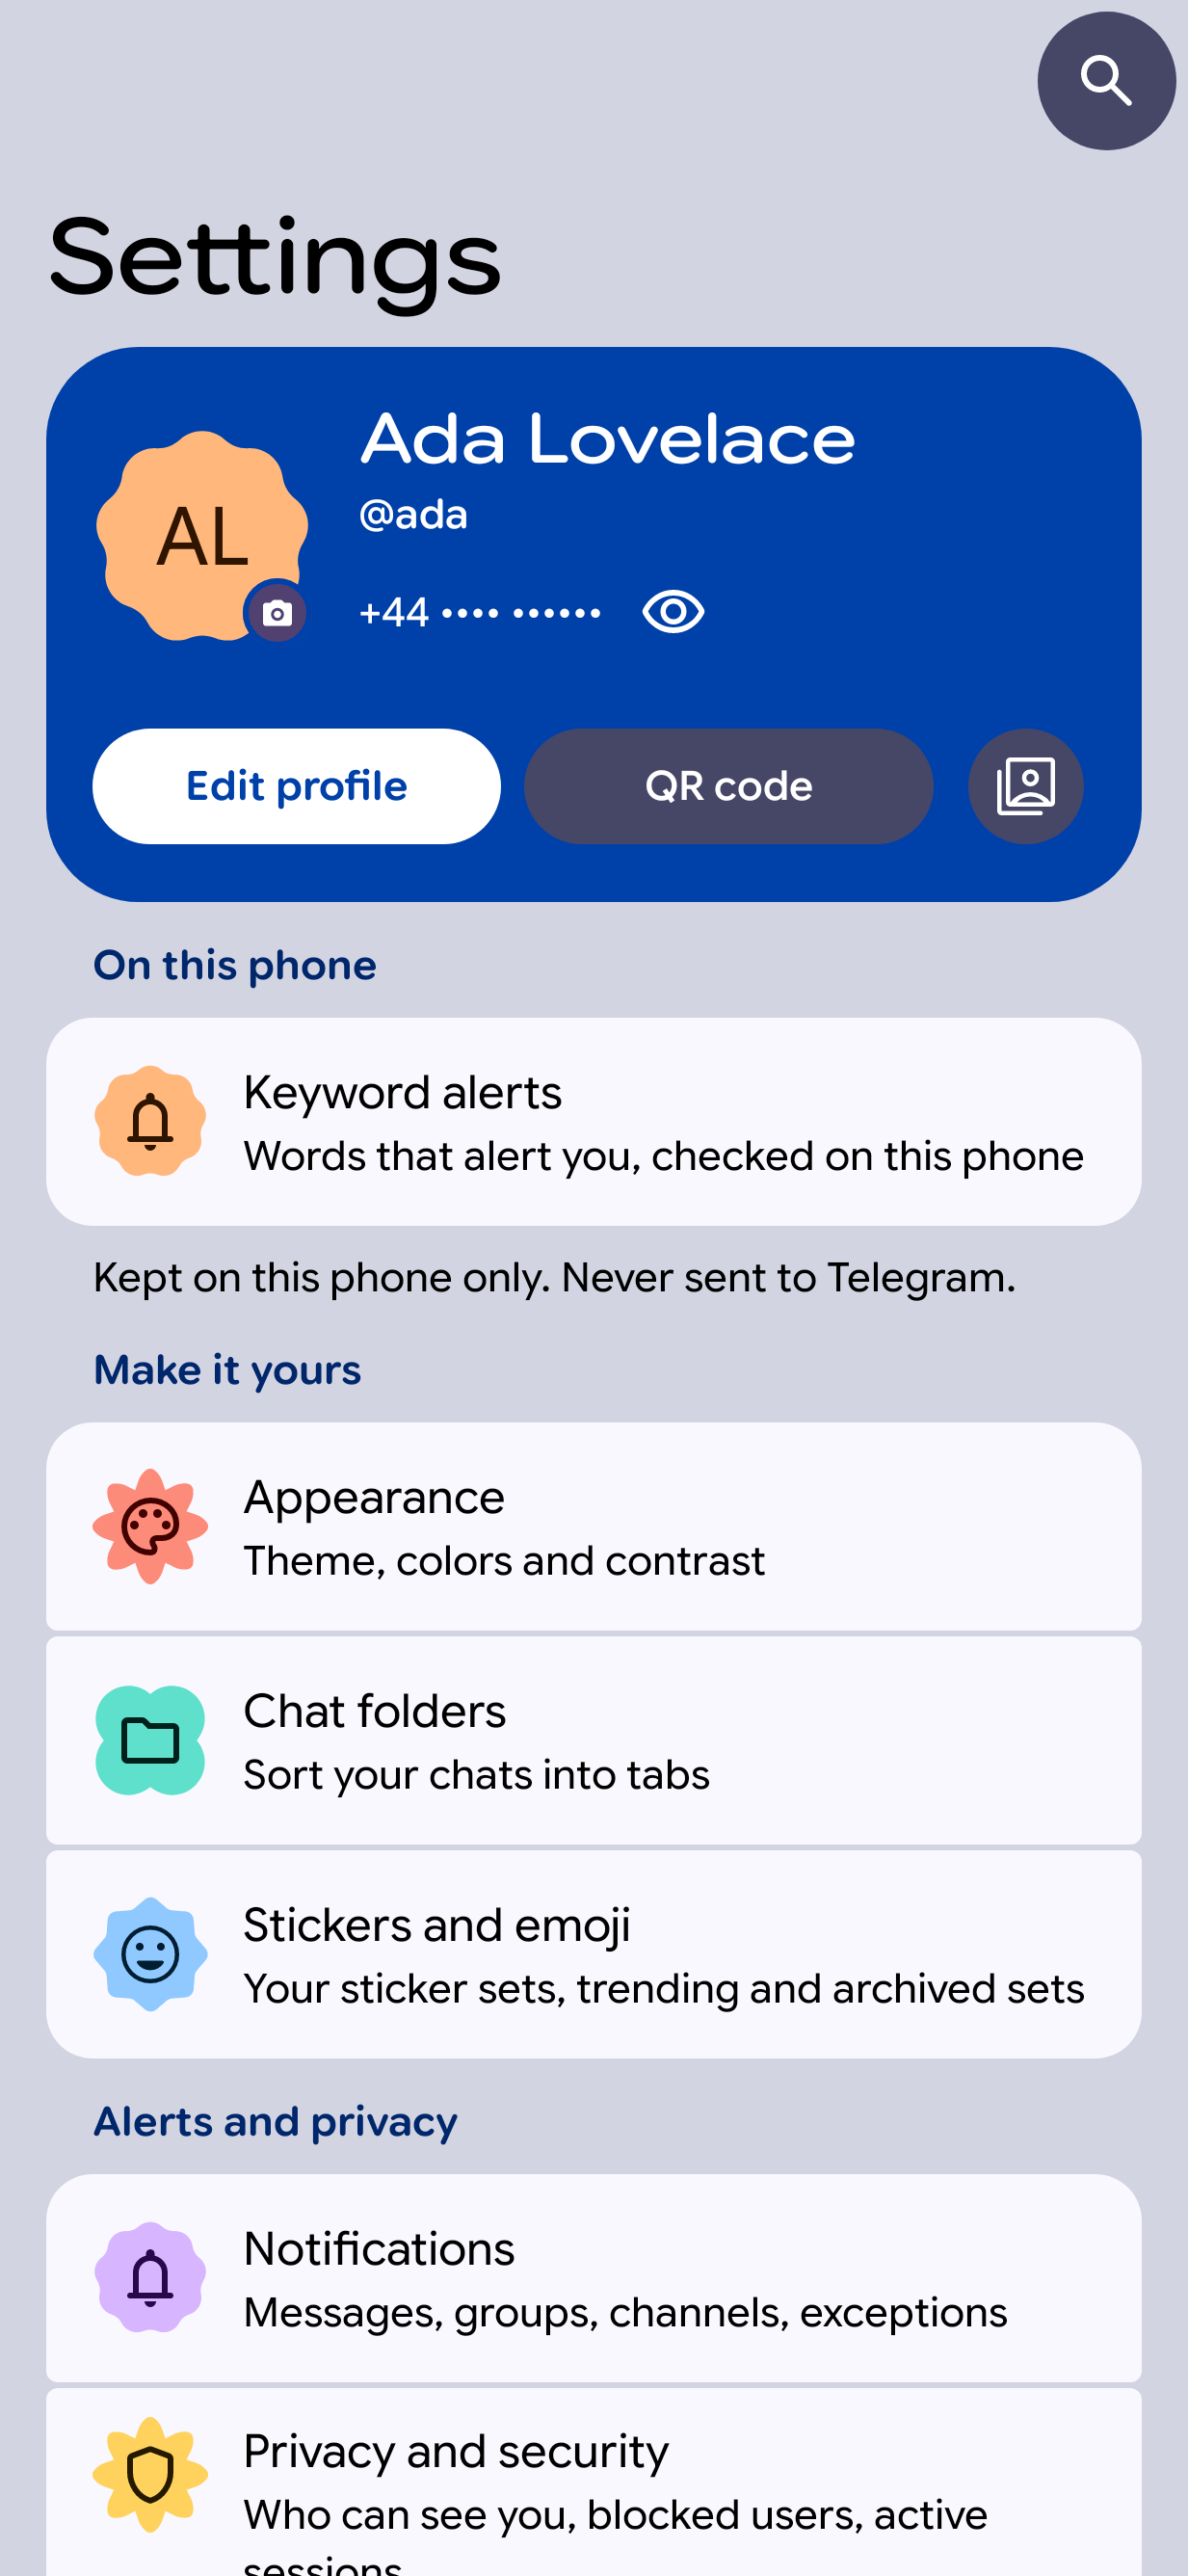 Settings
Ada Lovelace
@ada
AL
+44 •••• ••••••
Edit profile
QR code
On this phone
Keyword alerts
Words that alert you, checked on this phone
Kept on this phone only. Never sent to Telegram.
Make it yours
Appearance
Theme, colors and contrast
Chat folders
Sort your chats into tabs
Stickers and emoji
Your sticker sets, trending and archived sets
Alerts and privacy
Notifications
Messages, groups, channels, exceptions
Privacy and security
Who can see you, blocked users, active
sessions